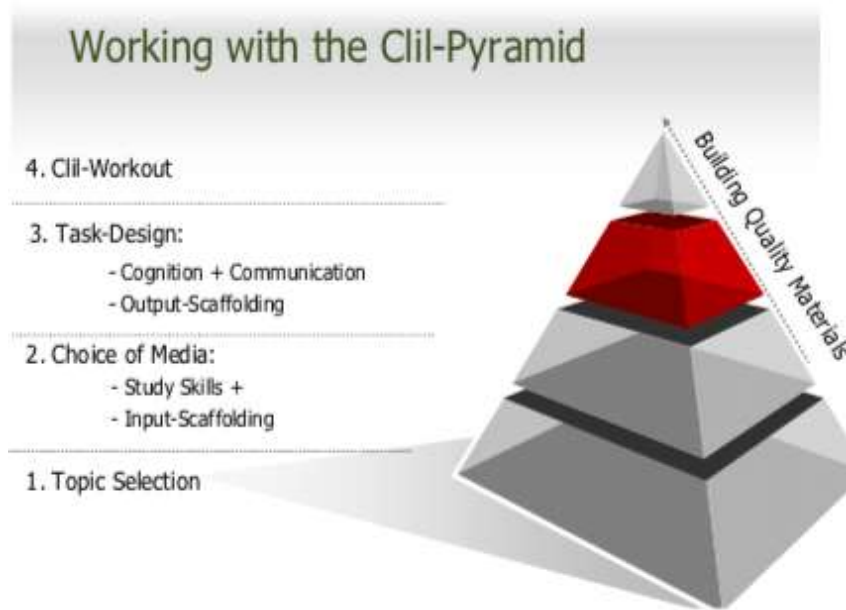 Working with the Clil-Pyramid
4. Clil-Workout
3. Task-Design:
- Cognition + Communication
- Output-Scaffolding
2. Choice of Media:
- Study Skills +
- Input-Scaffolding
1. Topic Selection
Building Quality Materials